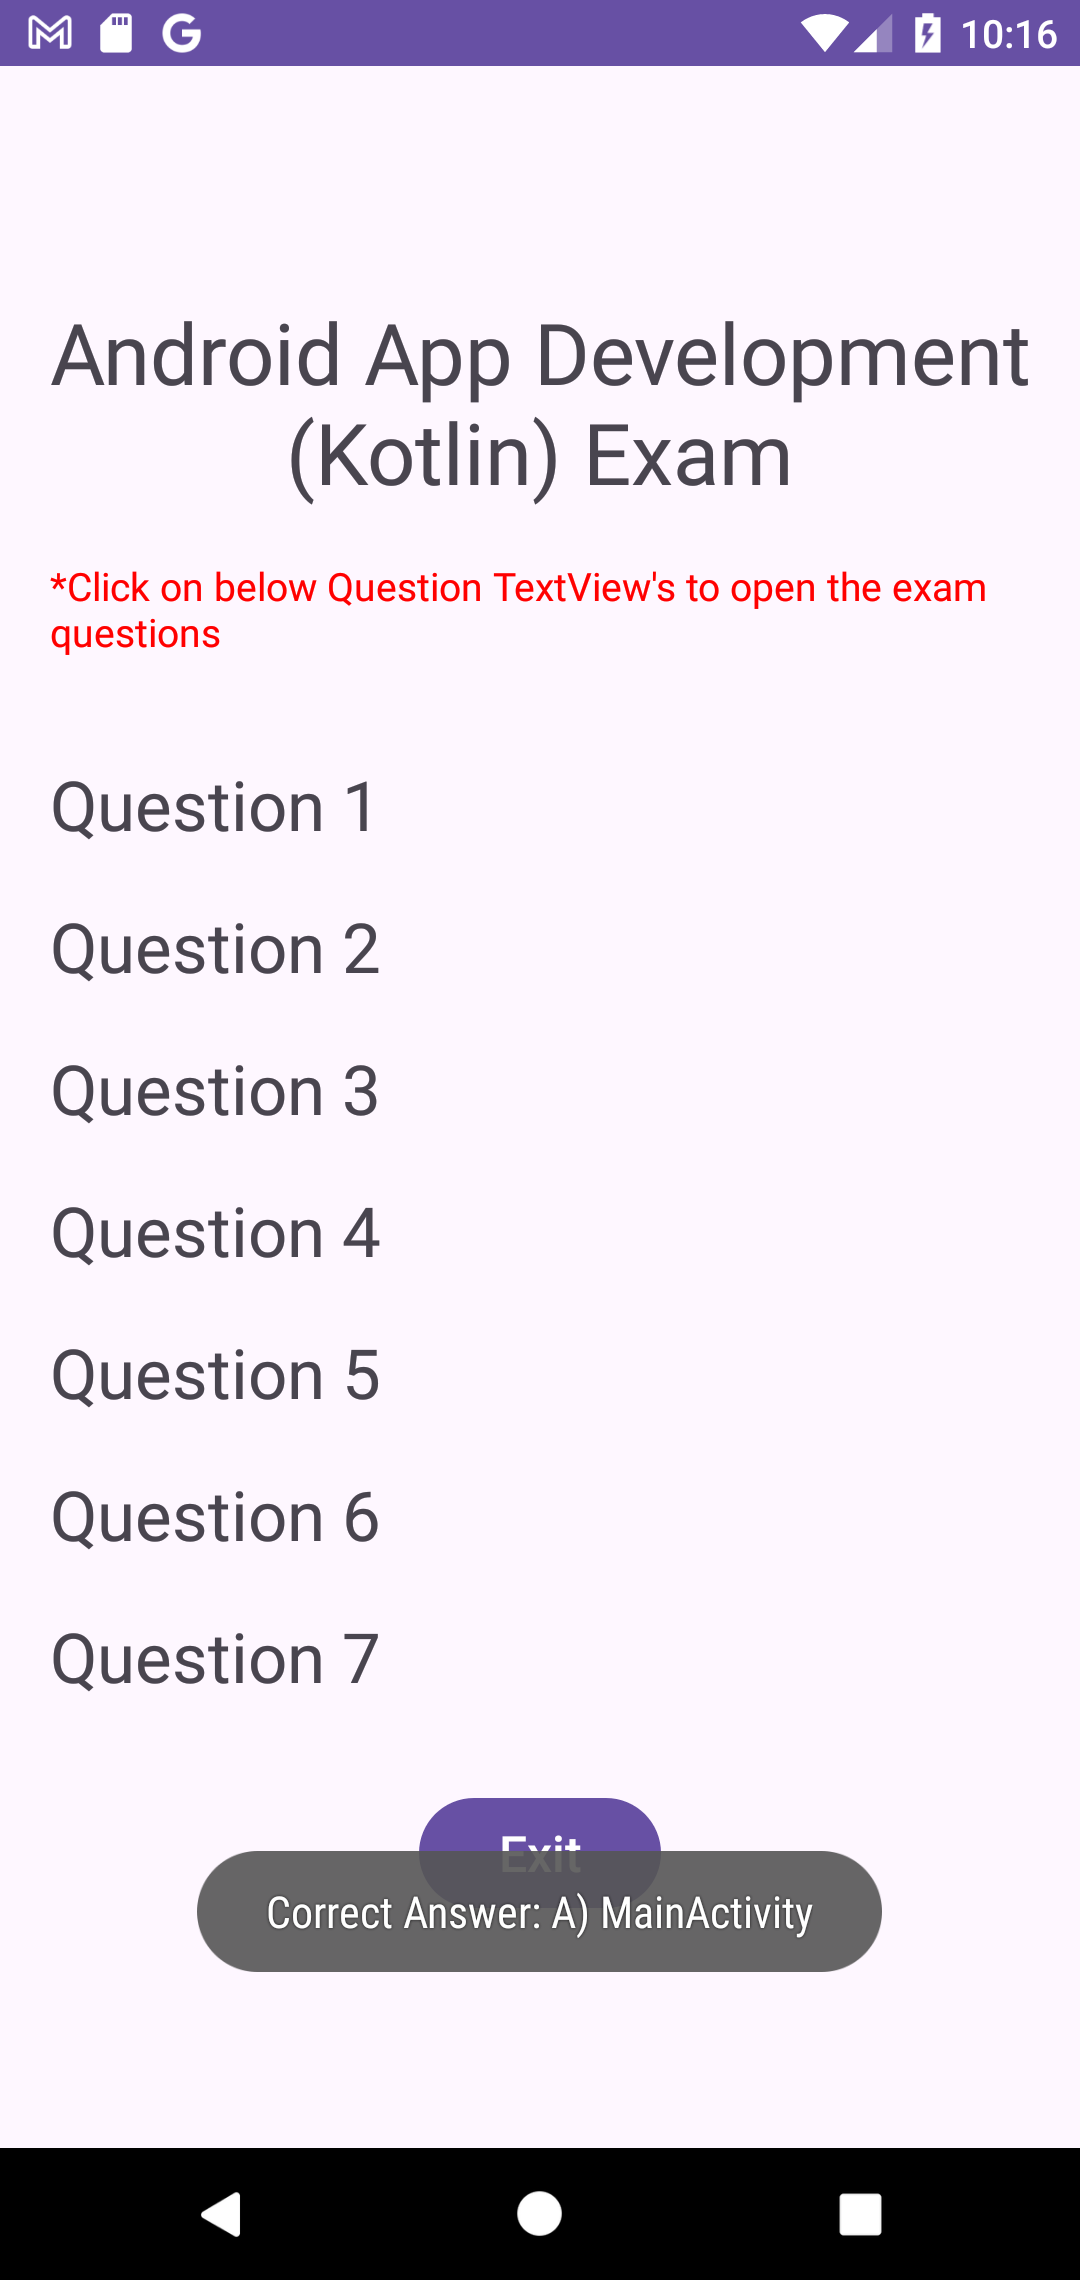 10:16
Android App Development
(Kotlin) Exam
*Click on below Question TextView's to open the exam
questions
Question 1
Question 2
Question 3
Question 4
Question 5
Question 6
Question 7
Exit
Correct Answer: A) MainActivity